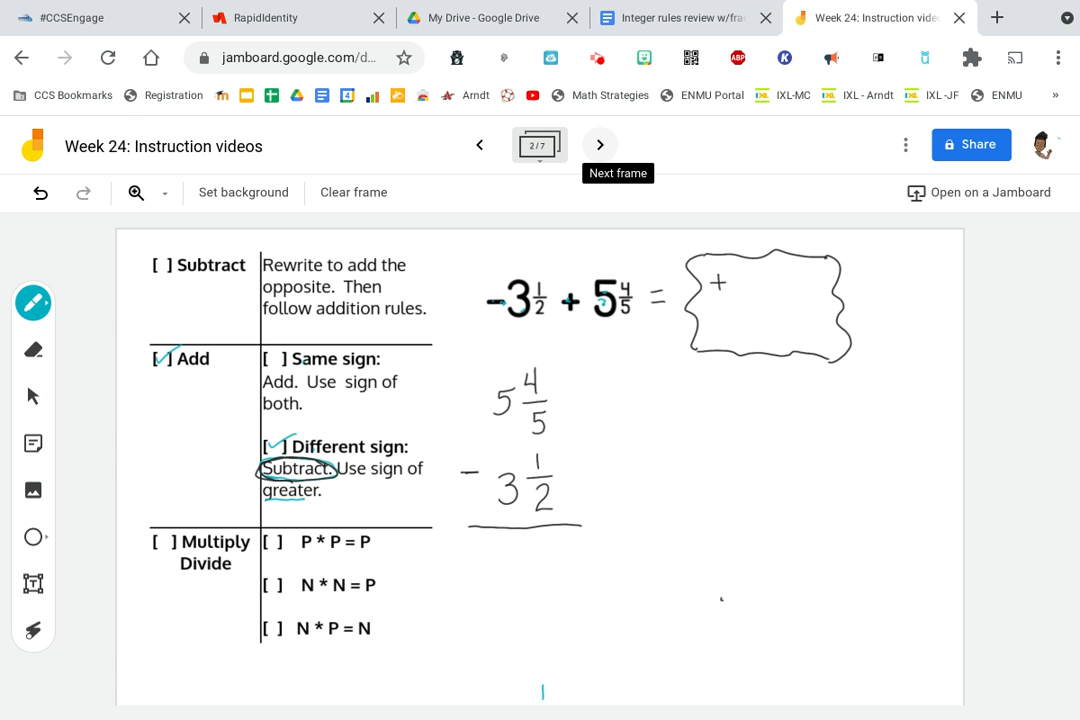 #CCSEngage
RapidIdentity
My Drive - Google Drive
Integer rules review w/fra
Week 24: Instruction vide
jamboard.google.com/d...
ABP
K
CCS Bookmarks
Registration
Arndt
Math Strategies
ENMU Portal
IXL-MC
IXL - Arndt
IXL -JF
ENMU
»
Week 24: Instruction videos
2/7
Share
Next frame
Set background
Clear frame
Open on a Jamboard
[ ] Subtract
Rewrite to add the
opposite. Then
follow addition rules.
-3 1/2 + 5 4/5 =
+
[✓] Add
[ ] Same sign:
Add. Use sign of
both.
[✓] Different sign:
Subtract. Use sign of
greater.
5 4/5
- 3 1/2
[ ] Multiply
Divide
[ ] P * P = P
[ ] N * N = P
[ ] N * P = N